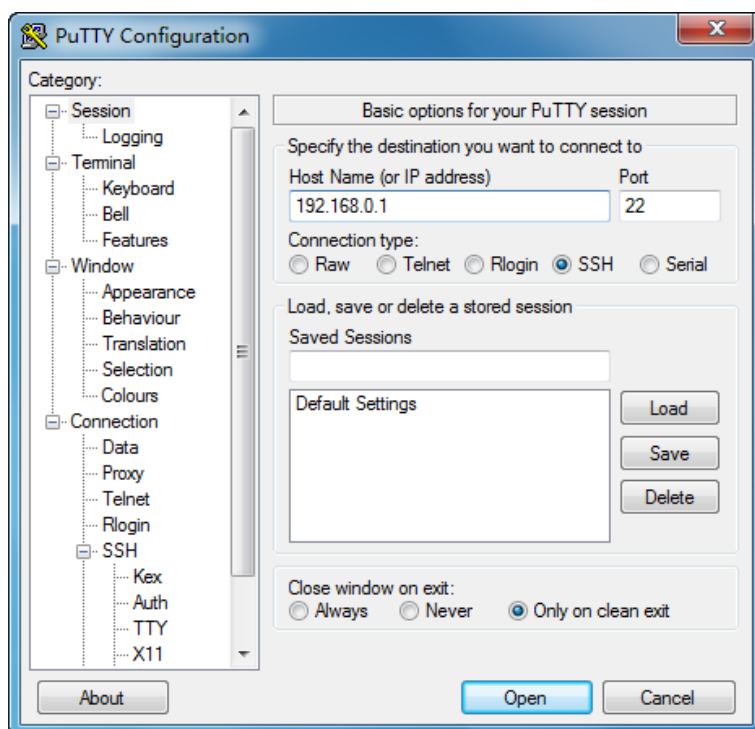 PuTTY Configuration
Category:
Session
Logging
Terminal
Keyboard
Bell
Features
Window
Appearance
Behaviour
Translation
Selection
Colours
Connection
Data
Proxy
Telnet
Rlogin
SSH
Kex
Auth
TTY
X11
Basic options for your PuTTY session
Specify the destination you want to connect to
Host Name (or IP address) Port
192.168.0.1 22
Connection type:
Raw Telnet Rlogin SSH Serial
Load, save or delete a stored session
Saved Sessions
Default Settings
Load
Save
Delete
Close window on exit:
Always Never Only on clean exit
About Open Cancel